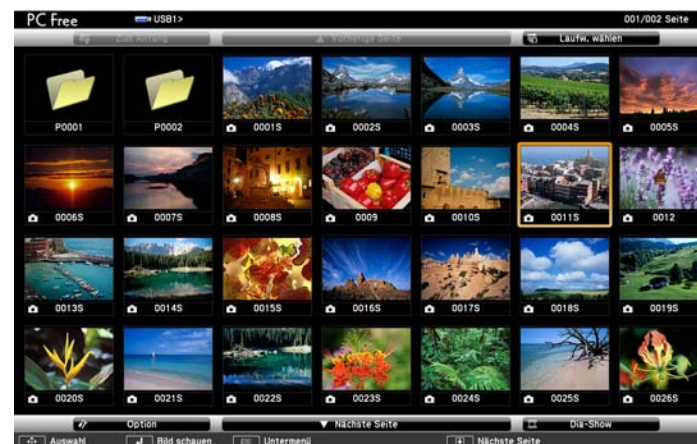 PC Free USB1> 001/002 Seite
Zum Anfang ▲ Vorherige Seite Laufw. wählen
P0001 P0002 0001S 0002S 0003S 0004S 0005S
0006S 0007S 0008S 0009 0010S 0011S 0012
0013S 0014S 0015S 0016S 0017S 0018S 0019S
0020S 0021S 0022S 0023S 0024S 0025S 0026S
Option ▼ Nächste Seite Dia-Show
Auswahl Bild schauen ESC Untermenü Nächste Seite